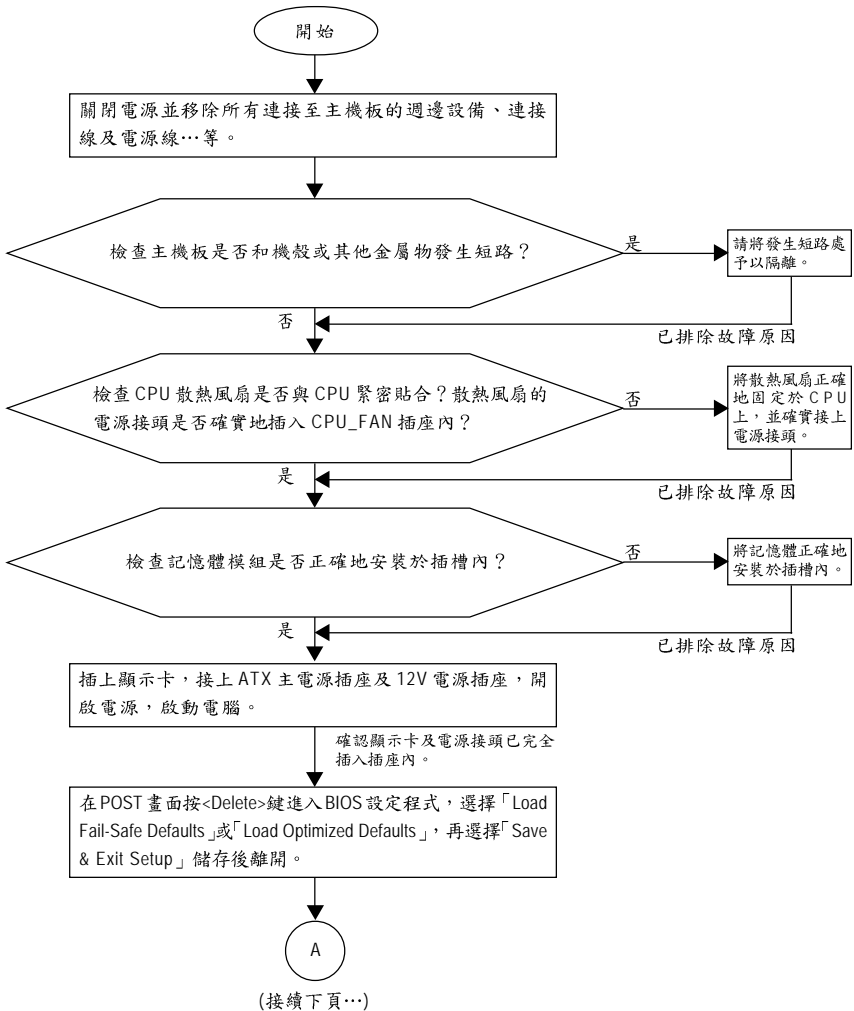 開始
關閉電源並移除所有連接至主機板的週邊設備、連接
線及電源線…等。
檢查主機板是否和機殼或其他金屬物發生短路？
是
請將發生短路處
予以隔離。
否
已排除故障原因
檢查 CPU 散熱風扇是否與 CPU 緊密貼合？散熱風扇的
電源接頭是否確實地插入 CPU_FAN 插座內？
否
將散熱風扇正確
地固定於 CPU
上，並確實接上
電源接頭。
是
已排除故障原因
檢查記憶體模組是否正確地安裝於插槽內？
否
將記憶體正確地
安裝於插槽內。
是
已排除故障原因
插上顯示卡，接上 ATX 主電源插座及 12V 電源插座，開
啟電源，啟動電腦。
確認顯示卡及電源接頭已完全
插入插座內。
在POST 畫面按<Delete>鍵進入BIOS 設定程式，選擇「Load
Fail-Safe Defaults」或「Load Optimized Defaults」，再選擇「Save
& Exit Setup」儲存後離開。
A
(接續下頁…)